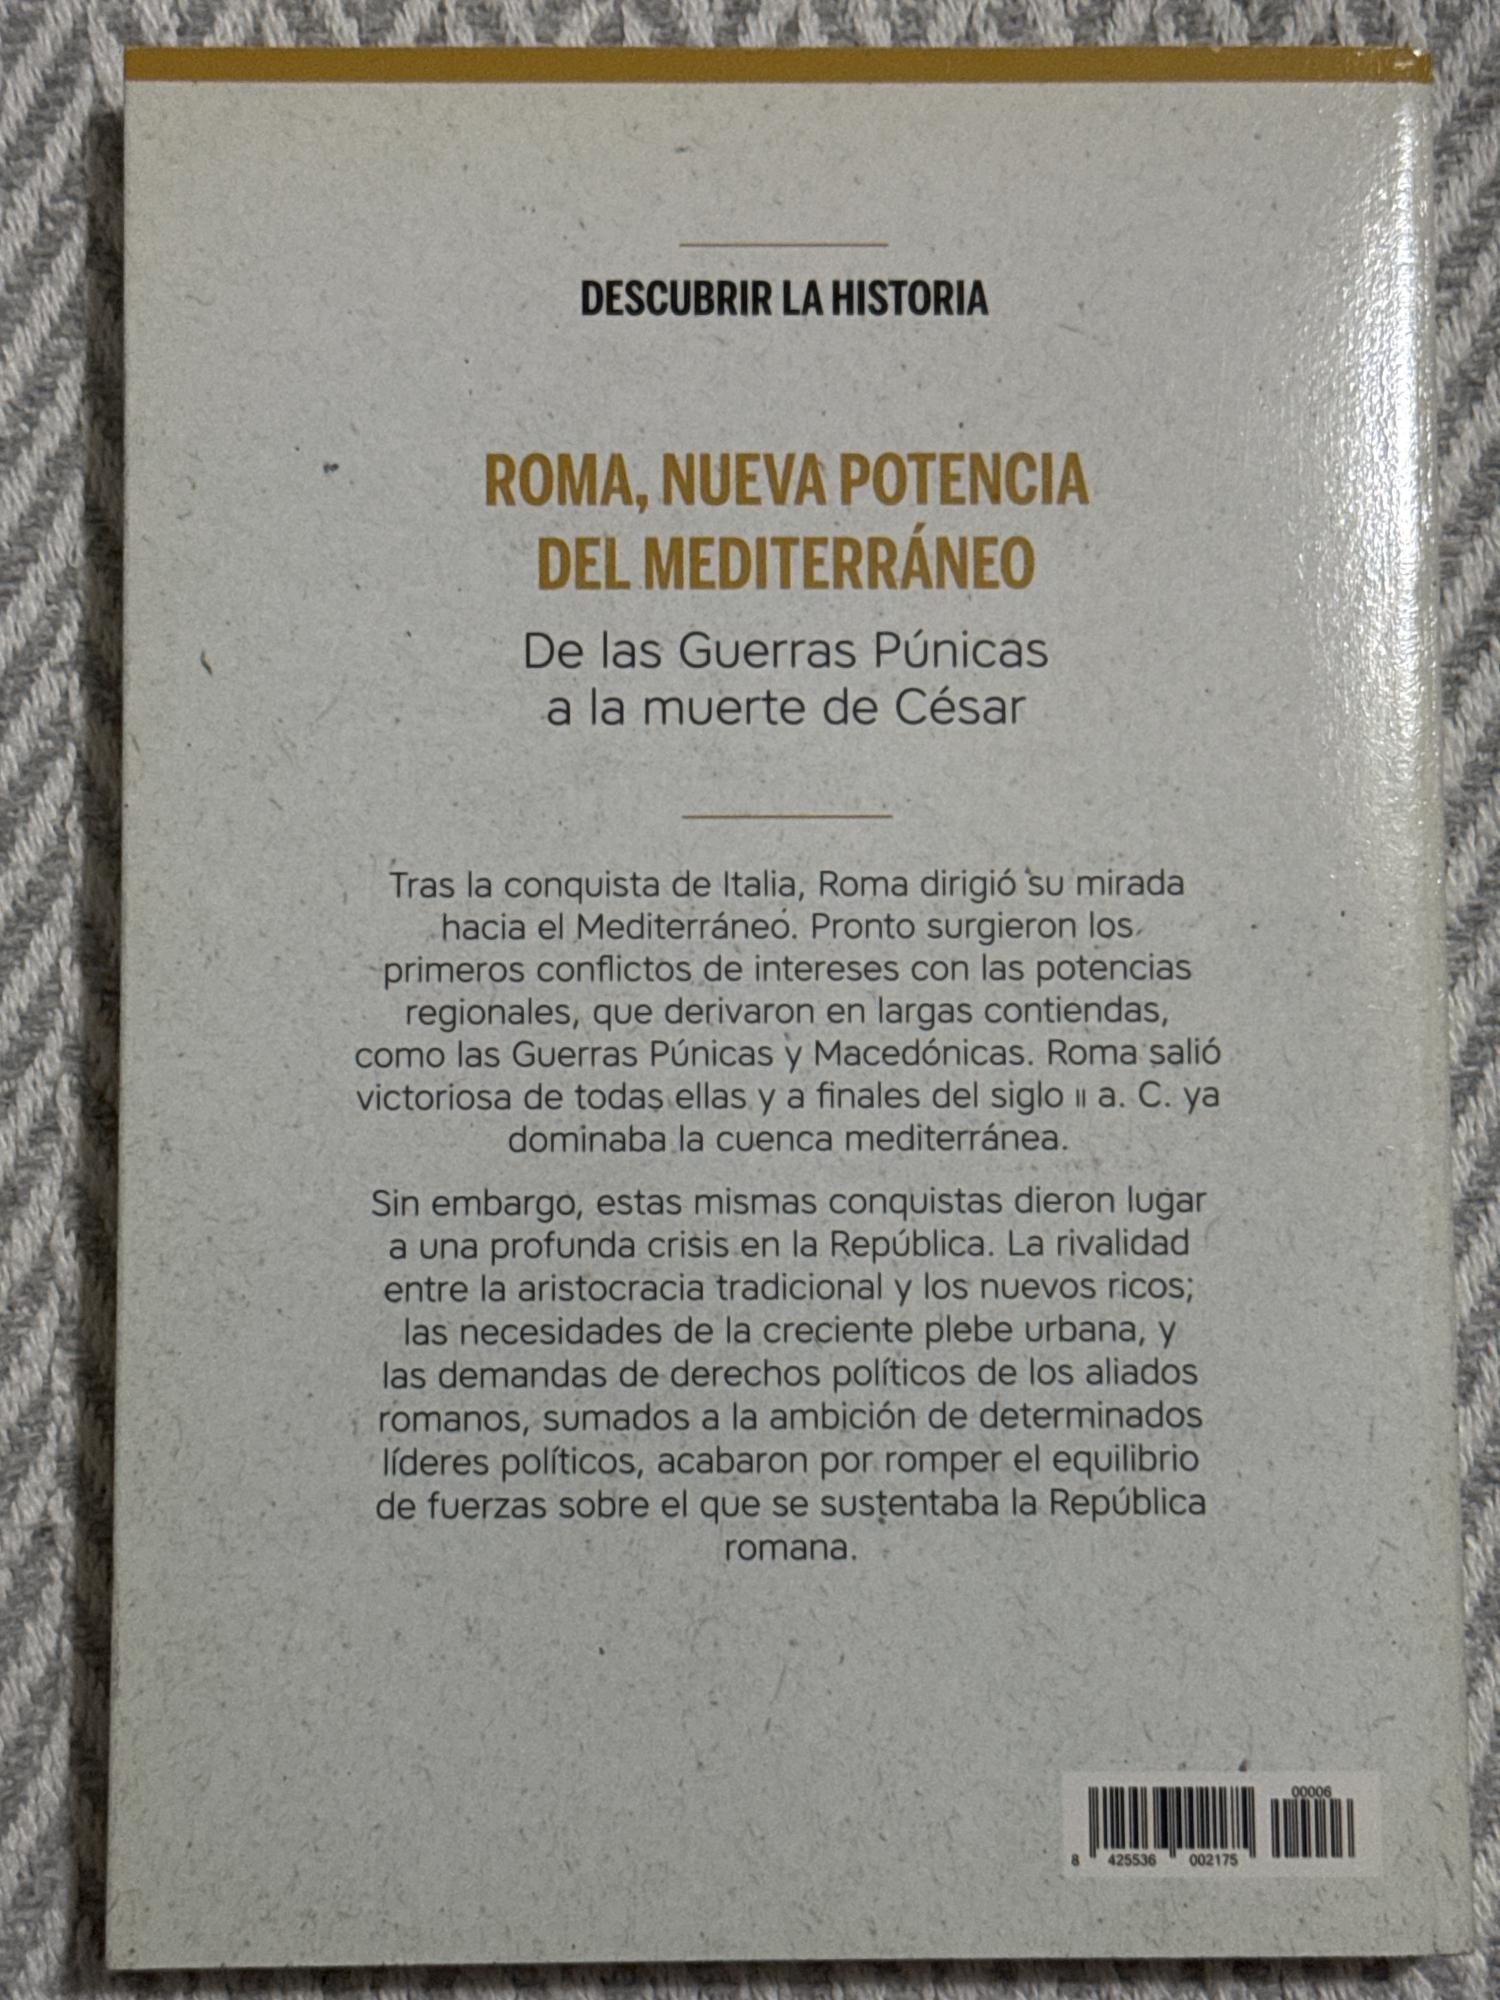 DESCUBRIR LA HISTORIA
ROMA, NUEVA POTENCIA
DEL MEDITERRÁNEO
De las Guerras Púnicas
a la muerte de César
Tras la conquista de Italia, Roma dirigió su mirada
hacia el Mediterráneo. Pronto surgieron los
primeros conflictos de intereses con las potencias
regionales, que derivaron en largas contiendas,
como las Guerras Púnicas y Macedónicas. Roma salió
victoriosa de todas ellas y a finales del siglo II a. C. ya
dominaba la cuenca mediterránea.
Sin embargo, estas mismas conquistas dieron lugar
a una profunda crisis en la República. La rivalidad
entre la aristocracia tradicional y los nuevos ricos;
las necesidades de la creciente plebe urbana, y
las demandas de derechos políticos de los aliados
romanos, sumados a la ambición de determinados
líderes políticos, acabaron por romper el equilibrio
de fuerzas sobre el que se sustentaba la República
romana.
00006
8 425536 002175